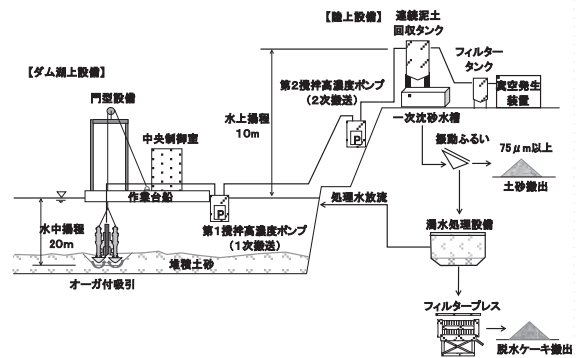 【陸上設備】
連続泥土
回収タンク
フィルター
タンク
【ダム湖上設備】
門型設備
第2攪拌高濃度ポンプ
(2次搬送)
真空発生
装置
水上揚程
10m
中央制御室
P
一次沈砂水槽
振動ふるい
75μm以上
土砂搬出
作業台船
P
処理水放流
水中揚程
20m
第1攪拌高濃度ポンプ
(1次搬送)
濁水処理設備
堆積土砂
オーガ付吸引
フィルタープレス
脱水ケーキ搬出